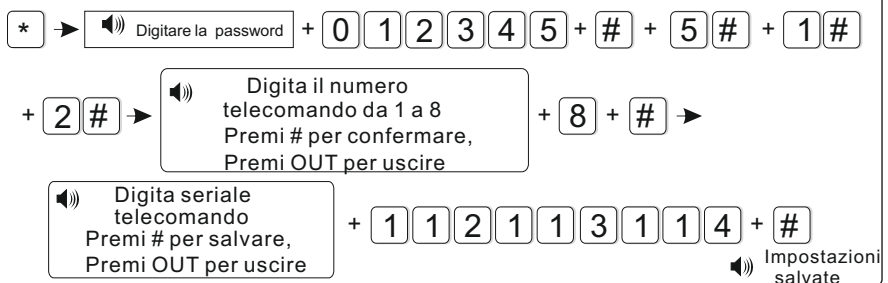 * Digitare la password + 0 1 2 3 4 5 + # + 5 # + 1 #
+ 2 # Digita il numero
telecomando da 1 a 8
Premi # per confermare,
Premi OUT per uscire
+ 8 + #
Digita seriale
telecomando
Premi # per salvare,
Premi OUT per uscire
+ 1 1 2 1 1 3 1 1 4 + #
Impostazioni
salvate